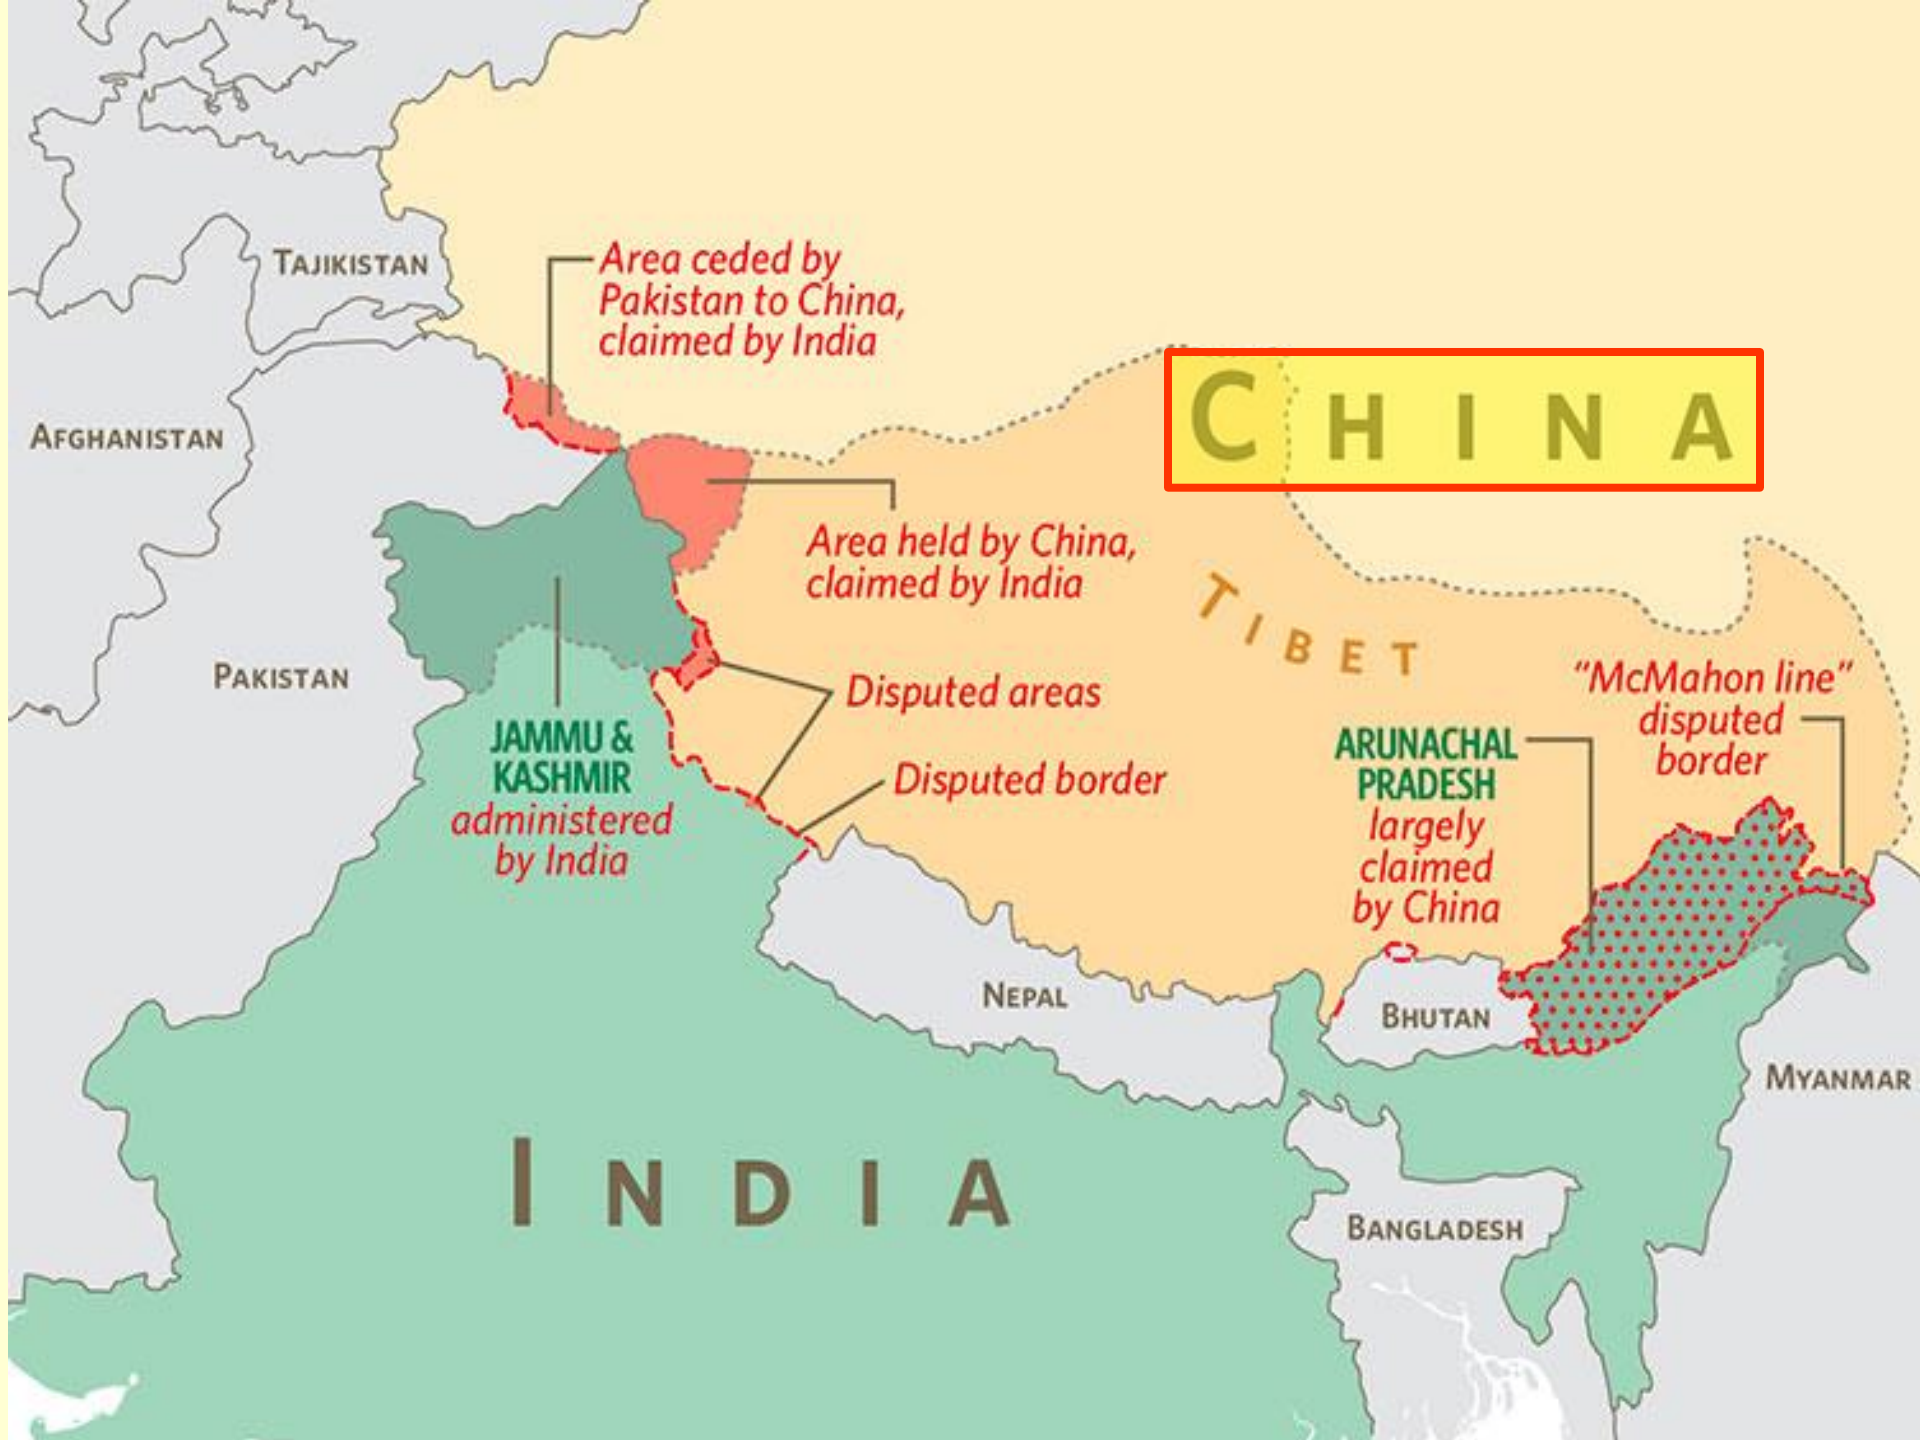 Area ceded by
Pakistan to China,
claimed by India
TAJIKISTAN
CHINA
AFGHANISTAN
Area held by China,
claimed by India
TIBET
PAKISTAN
Disputed areas
"McMahon line"
disputed
border
JAMMU &
KASHMIR
administered
by India
Disputed border
ARUNACHAL
PRADESH
largely
claimed
by China
NEPAL
BHUTAN
MYANMAR
INDIA
BANGLADESH